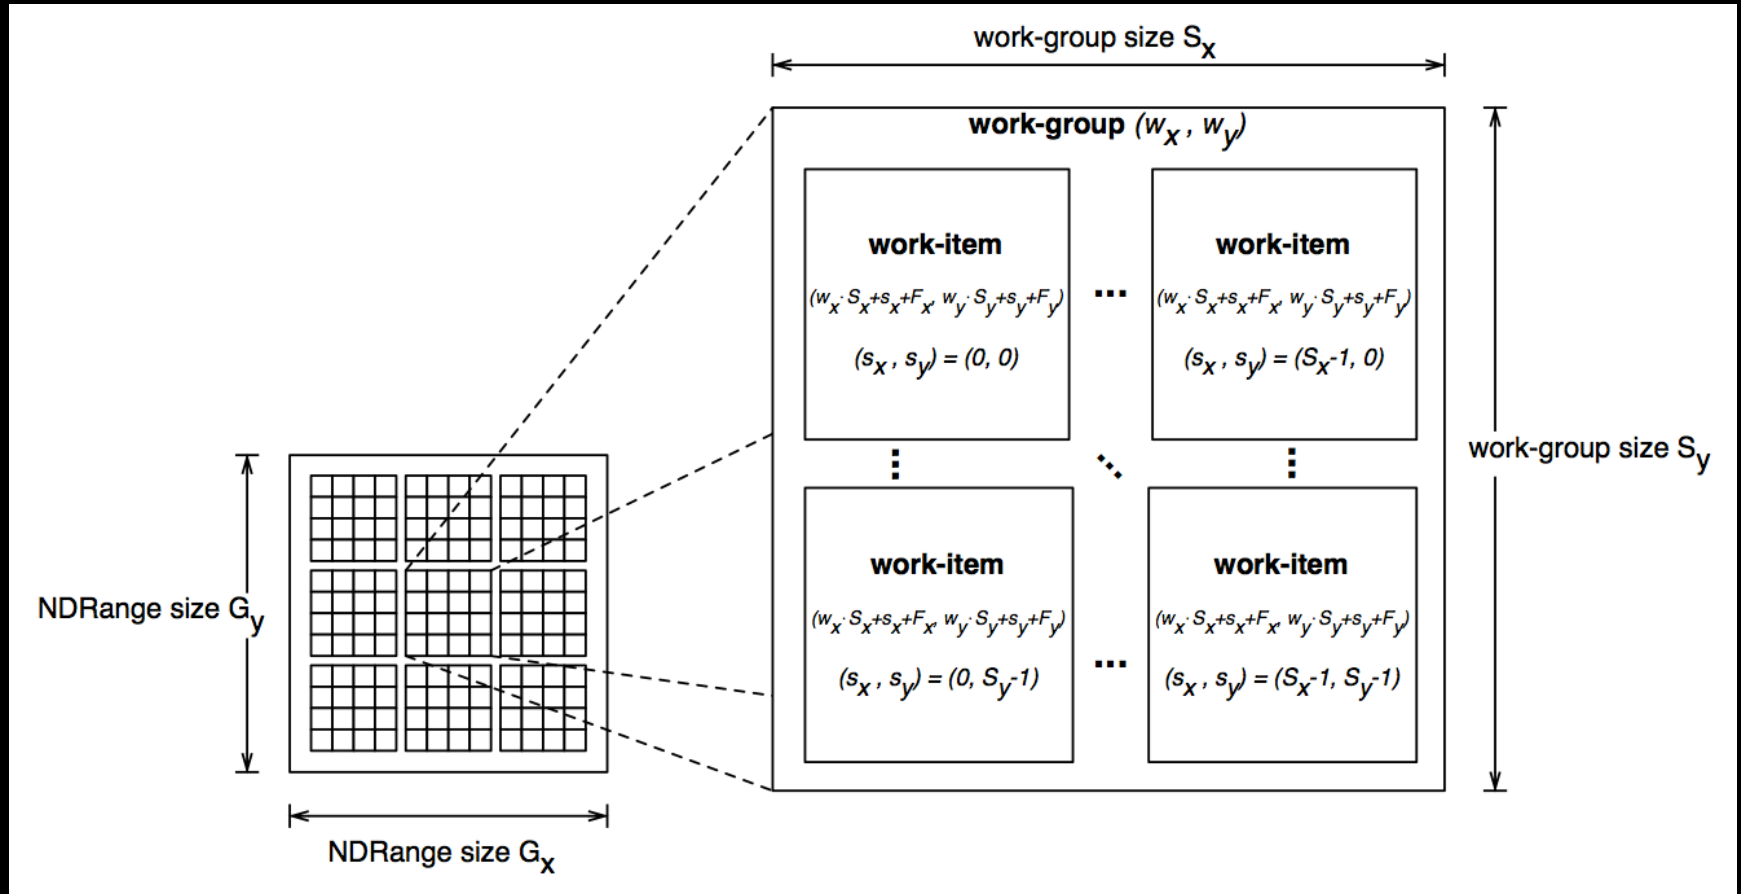 work-group size Sx
work-group (wx , wy)
work-item
(wx· Sx+sx+Fx, wy· Sy+sy+Fy)
(sx , sy) = (0, 0)
...
work-item
(wx· Sx+sx+Fx, wy· Sy+sy+Fy)
(sx , sy) = (Sx-1, 0)
work-group size Sy
work-item
(wx· Sx+sx+Fx, wy· Sy+sy+Fy)
(sx , sy) = (0, Sy-1)
...
work-item
(wx· Sx+sx+Fx, wy· Sy+sy+Fy)
(sx , sy) = (Sx-1, Sy-1)
NDRange size Gy
NDRange size Gx